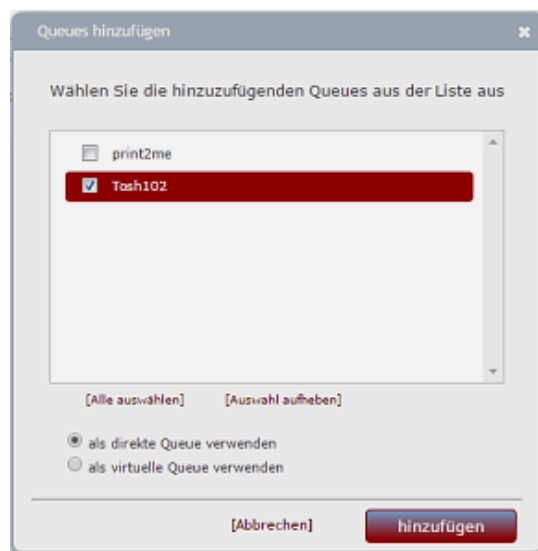 Queues hinzufügen
Wählen Sie die hinzuzufügenden Queues aus der Liste aus
print2me
Tosh102
[Alle auswählen] [Auswahl aufheben]
als direkte Queue verwenden
als virtuelle Queue verwenden
[Abbrechen] hinzufügen